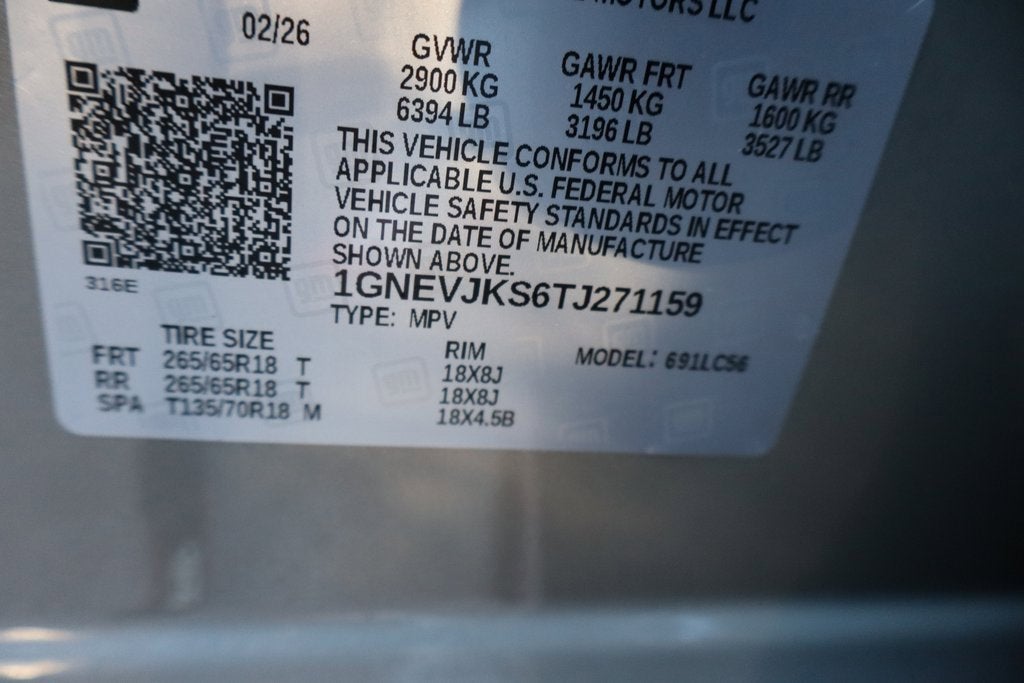 MOTORS LLC
02/26
GVWR GAWR FRT GAWR RR
2900 KG 1450 KG 1600 KG
6394 LB 3196 LB 3527 LB
THIS VEHICLE CONFORMS TO ALL
APPLICABLE U.S. FEDERAL MOTOR
VEHICLE SAFETY STANDARDS IN EFFECT
ON THE DATE OF MANUFACTURE
SHOWN ABOVE.
316E
1GNEVJKS6TJ271159
TYPE: MPV
TIRE SIZE RIM MODEL: 691LC56
FRT 265/65R18 T 18X8J
RR 265/65R18 T 18X8J
SPA T135/70R18 M 18X4.5B